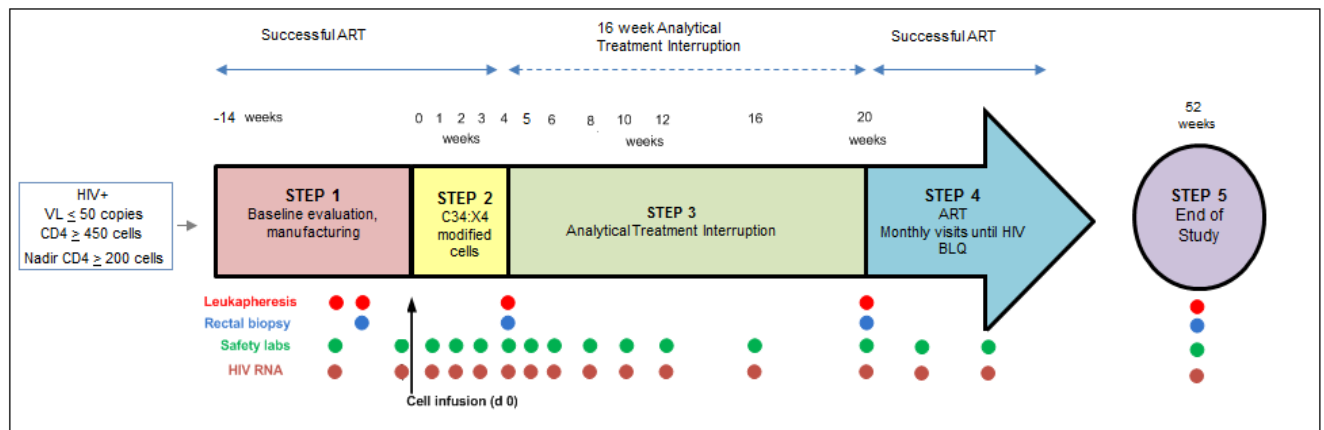 Successful ART
16 week Analytical
Treatment Interruption
Successful ART
-14 weeks
0 1 2 3 4 5 6 8 10 12 16 20
weeks
weeks
weeks
52
weeks
HIV+
VL ≤ 50 copies
CD4 ≥ 450 cells
Nadir CD4 ≥ 200 cells
STEP 1
Baseline evaluation,
manufacturing
STEP 2
C34:X4
modified
cells
STEP 3
Analytical Treatment Interruption
STEP 4
ART
Monthly visits until HIV
BLQ
STEP 5
End of
Study
Leukapheresis
Rectal biopsy
Safety labs
HIV RNA
Cell infusion (d 0)